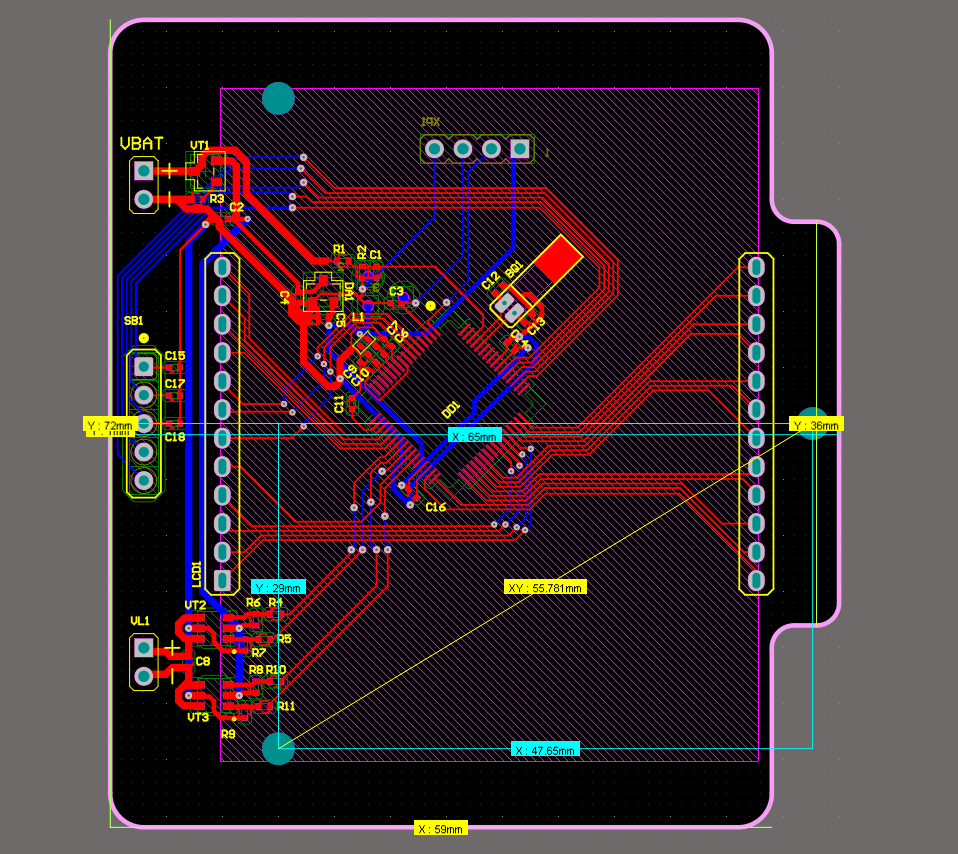 XP1
1
VBAT
VT1
+
R3
C2
R1
R2
C1
DA1
C4
C5
L1
C3
BQ1
C12
C13
C14
C7
C6
C9
C10
C11
DD1
C16
SB1
C15
C17
C18
Y : 72mm
X : 65mm
Y : 36mm
LCD1
Y : 29mm
XY : 55.781mm
VT2
R6
R4
R5
R7
VL1
+
C8
R8
R10
R11
VT3
R9
X : 47.65mm
X : 59mm